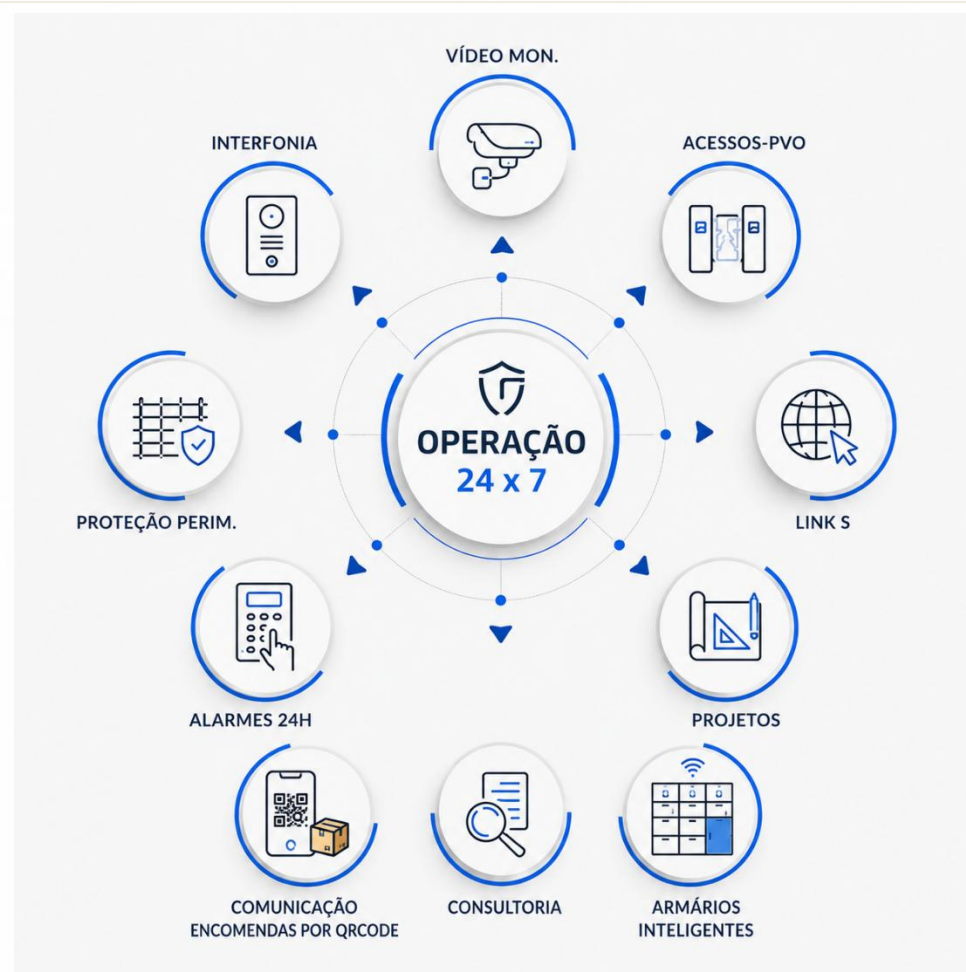 VÍDEO MON.
INTERFONIA
ACESSOS-PVO
OPERAÇÃO
24 x 7
PROTEÇÃO PERIM.
LINK S
ALARMES 24H
PROJETOS
COMUNICAÇÃO
ENCOMENDAS POR QRCODE
CONSULTORIA
ARMÁRIOS
INTELIGENTES